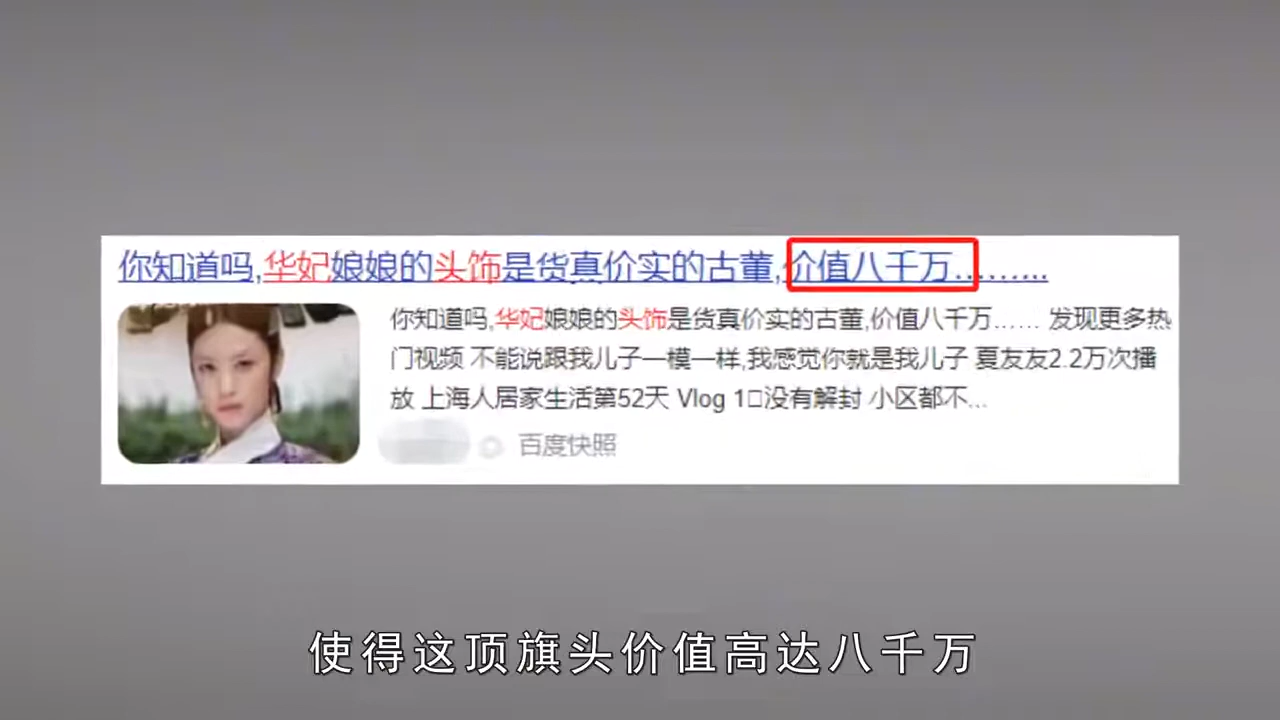 你知道吗,华妃娘娘的头饰是货真价实的古董,价值八千万………
你知道吗,华妃娘娘的头饰是货真价实的古董,价值八千万…… 发现更多热
门视频 不能说跟我儿子一模一样,我感觉你就是我儿子 夏友友2.2万次播
放 上海人居家生活第52天 Vlog 1□没有解封 小区都不...
百度快照
使得这顶旗头价值高达八千万